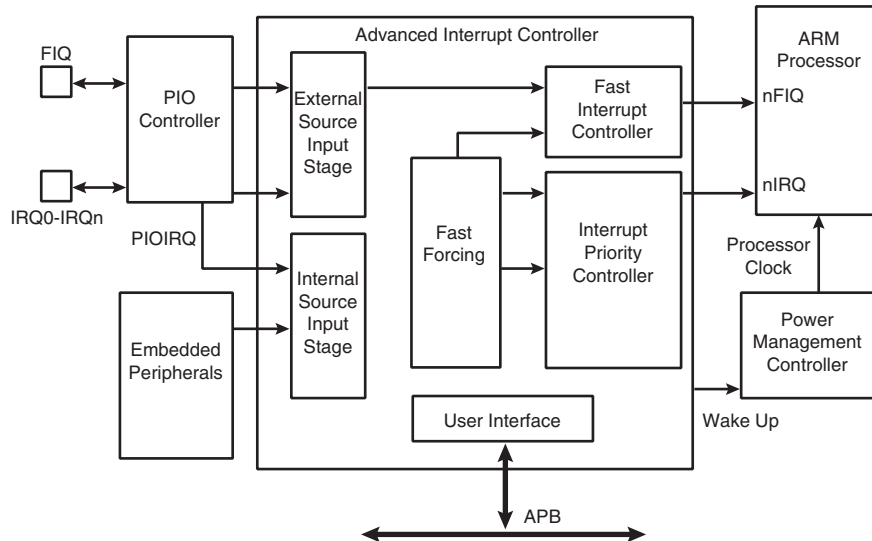 Advanced Interrupt Controller
FIQ
PIO
Controller
IRQ0-IRQn
PIOIRQ
Embedded
Peripherals
External
Source
Input
Stage
Internal
Source
Input
Stage
Fast
Forcing
Fast
Interrupt
Controller
Interrupt
Priority
Controller
User Interface
APB
ARM
Processor
nFIQ
nIRQ
Processor
Clock
Power
Management
Controller
Wake Up